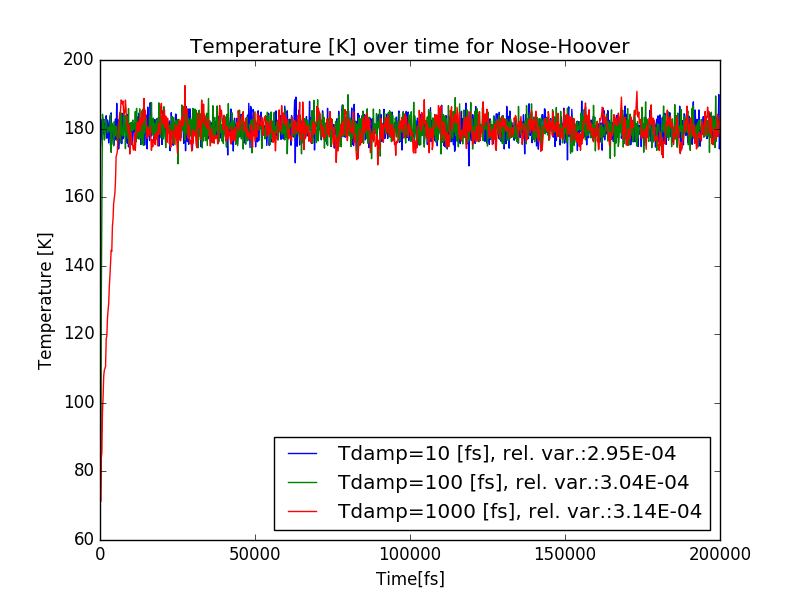 Temperature [K] over time for Nose-Hoover
200
180
160
140
120
100
80
60
Temperature [K]
Tdamp=10 [fs], rel. var.:2.95E-04
Tdamp=100 [fs], rel. var.:3.04E-04
Tdamp=1000 [fs], rel. var.:3.14E-04
0 50000 100000 150000 200000
Time[fs]